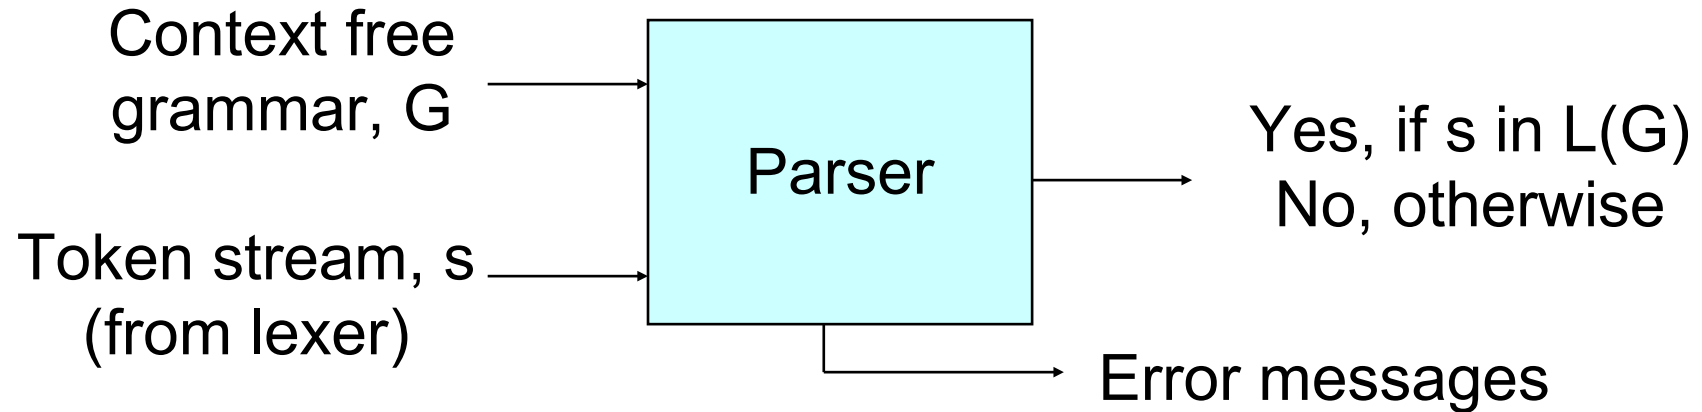 Context free
grammar, G
Token stream, s
(from lexer)
Parser
Yes, if s in L(G)
No, otherwise
Error messages